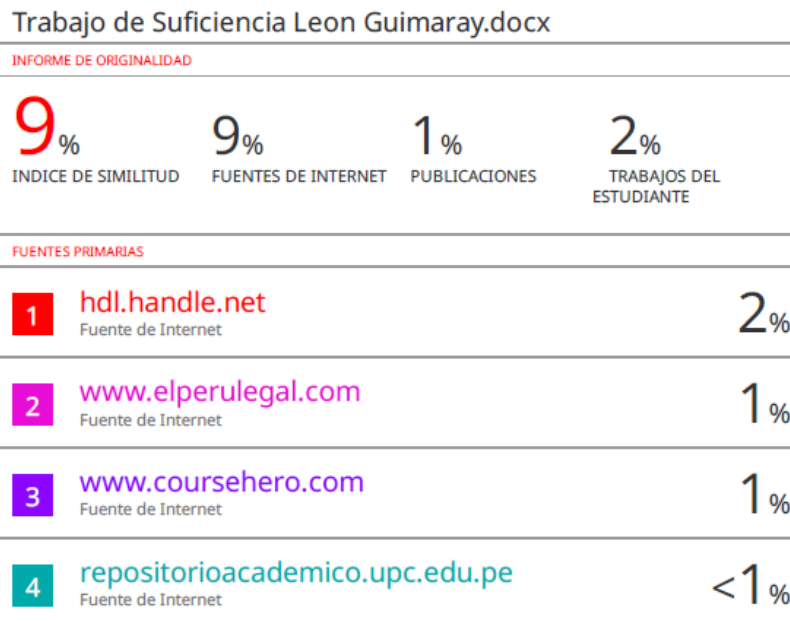 Trabajo de Suficiencia Leon Guimaray.docx
INFORME DE ORIGINALIDAD
9% 9% 1% 2%
INDICE DE SIMILITUD FUENTES DE INTERNET PUBLICACIONES TRABAJOS DEL
ESTUDIANTE
FUENTES PRIMARIAS
1 hdl.handle.net 2%
Fuente de Internet
2 www.elperulegal.com 1%
Fuente de Internet
3 www.coursehero.com 1%
Fuente de Internet
4 repositorioacademico.upc.edu.pe <1%
Fuente de Internet